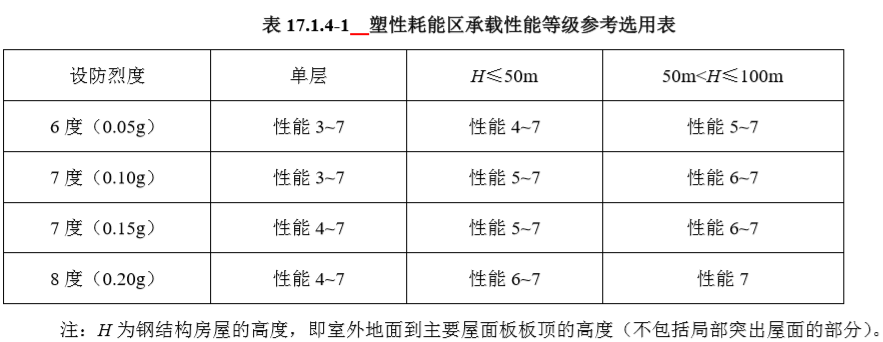 表 17.1.4-1 塑性耗能区承载性能等级参考选用表
设防烈度 单层 H≤50m 50m<H≤100m
6 度（0.05g） 性能 3~7 性能 4~7 性能 5~7
7 度（0.10g） 性能 3~7 性能 5~7 性能 6~7
7 度（0.15g） 性能 4~7 性能 5~7 性能 6~7
8 度（0.20g） 性能 4~7 性能 6~7 性能 7
注：H 为钢结构房屋的高度，即室外地面到主要屋面板板顶的高度（不包括局部突出屋面的部分）。